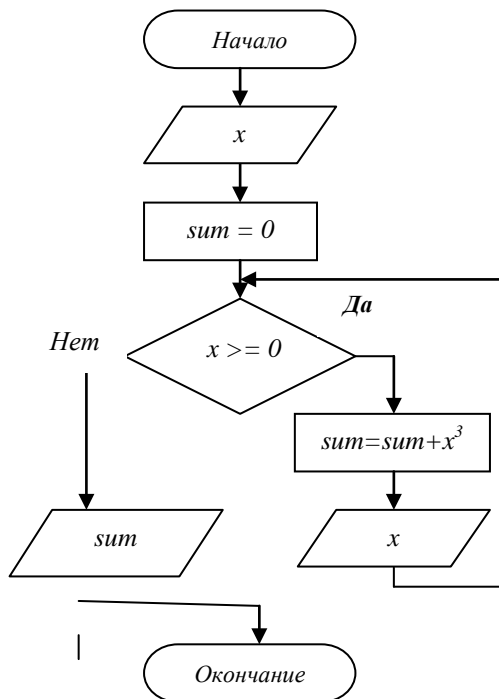 Начало
x
sum = 0
Да
Нет
x >= 0
sum=sum+x³
sum
x
Окончание